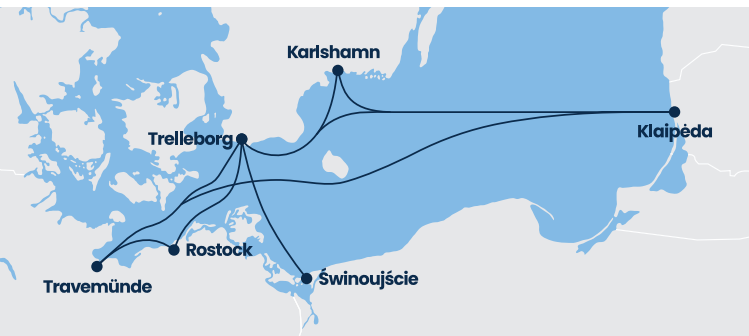 Karlshamn
Trelleborg
Klaipėda
Rostock
Świnoujście
Travemünde